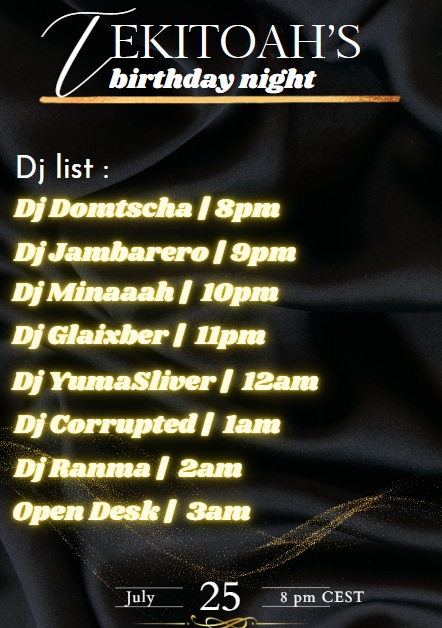 TEKITOAH'S
birthday night
Dj list :
Dj Domtscha | 8pm
Dj Jambarero | 9pm
Dj Minaaah | 10pm
Dj Glaixber | 11pm
Dj YumaSliver | 12am
Dj Corrupted | 1am
Dj Ranma | 2am
Open Desk | 3am
July 25 8 pm CEST